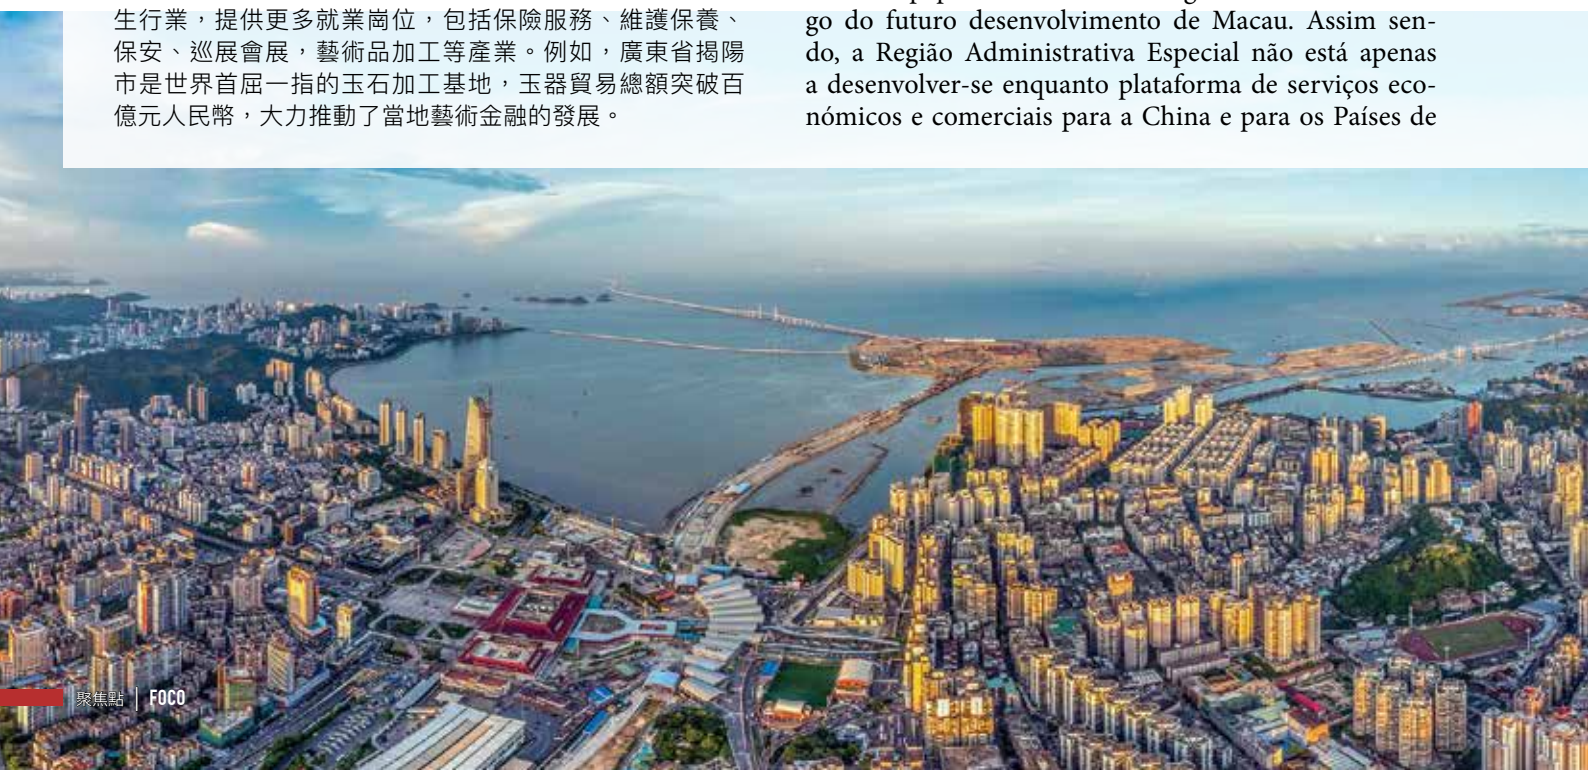 生行業，提供更多就業崗位，包括保險服務、維護保養、
保安、巡展會展，藝術品加工等產業。例如，廣東省揭陽
市是世界首屈一指的玉石加工基地，玉器貿易總額突破百
億元人民幣，大力推動了當地藝術金融的發展。
go do futuro desenvolvimento de Macau. Assim sen-
do, a Região Administrativa Especial não está apenas
a desenvolver-se enquanto plataforma de serviços eco-
nómicos e comerciais para a China e para os Países de
聚焦點 | FOCO